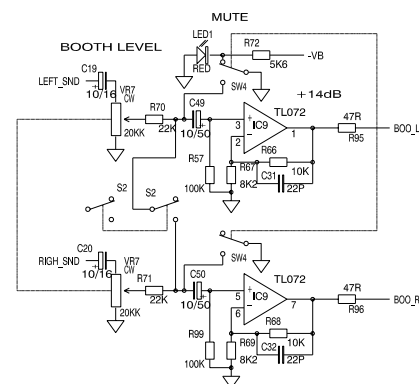 MUTE
LED1
RED
R72
5K6
-VB
BOOTH LEVEL
SW4
+14dB
C19
LEFT_SND
10/16
VR7
CW
20KK
R70
22K
C49
10/50
TL072
3
2
IC9
1
47R
R95
BOO_L
R57
100K
R67
8K2
R66
10K
C31
22P
S2
S2
C20
RIGH_SND
10/16
VR7
CW
20KK
R71
22K
C50
10/50
SW4
TL072
5
6
IC9
7
47R
R96
BOO_R
R99
100K
R69
8K2
R68
10K
C32
22P